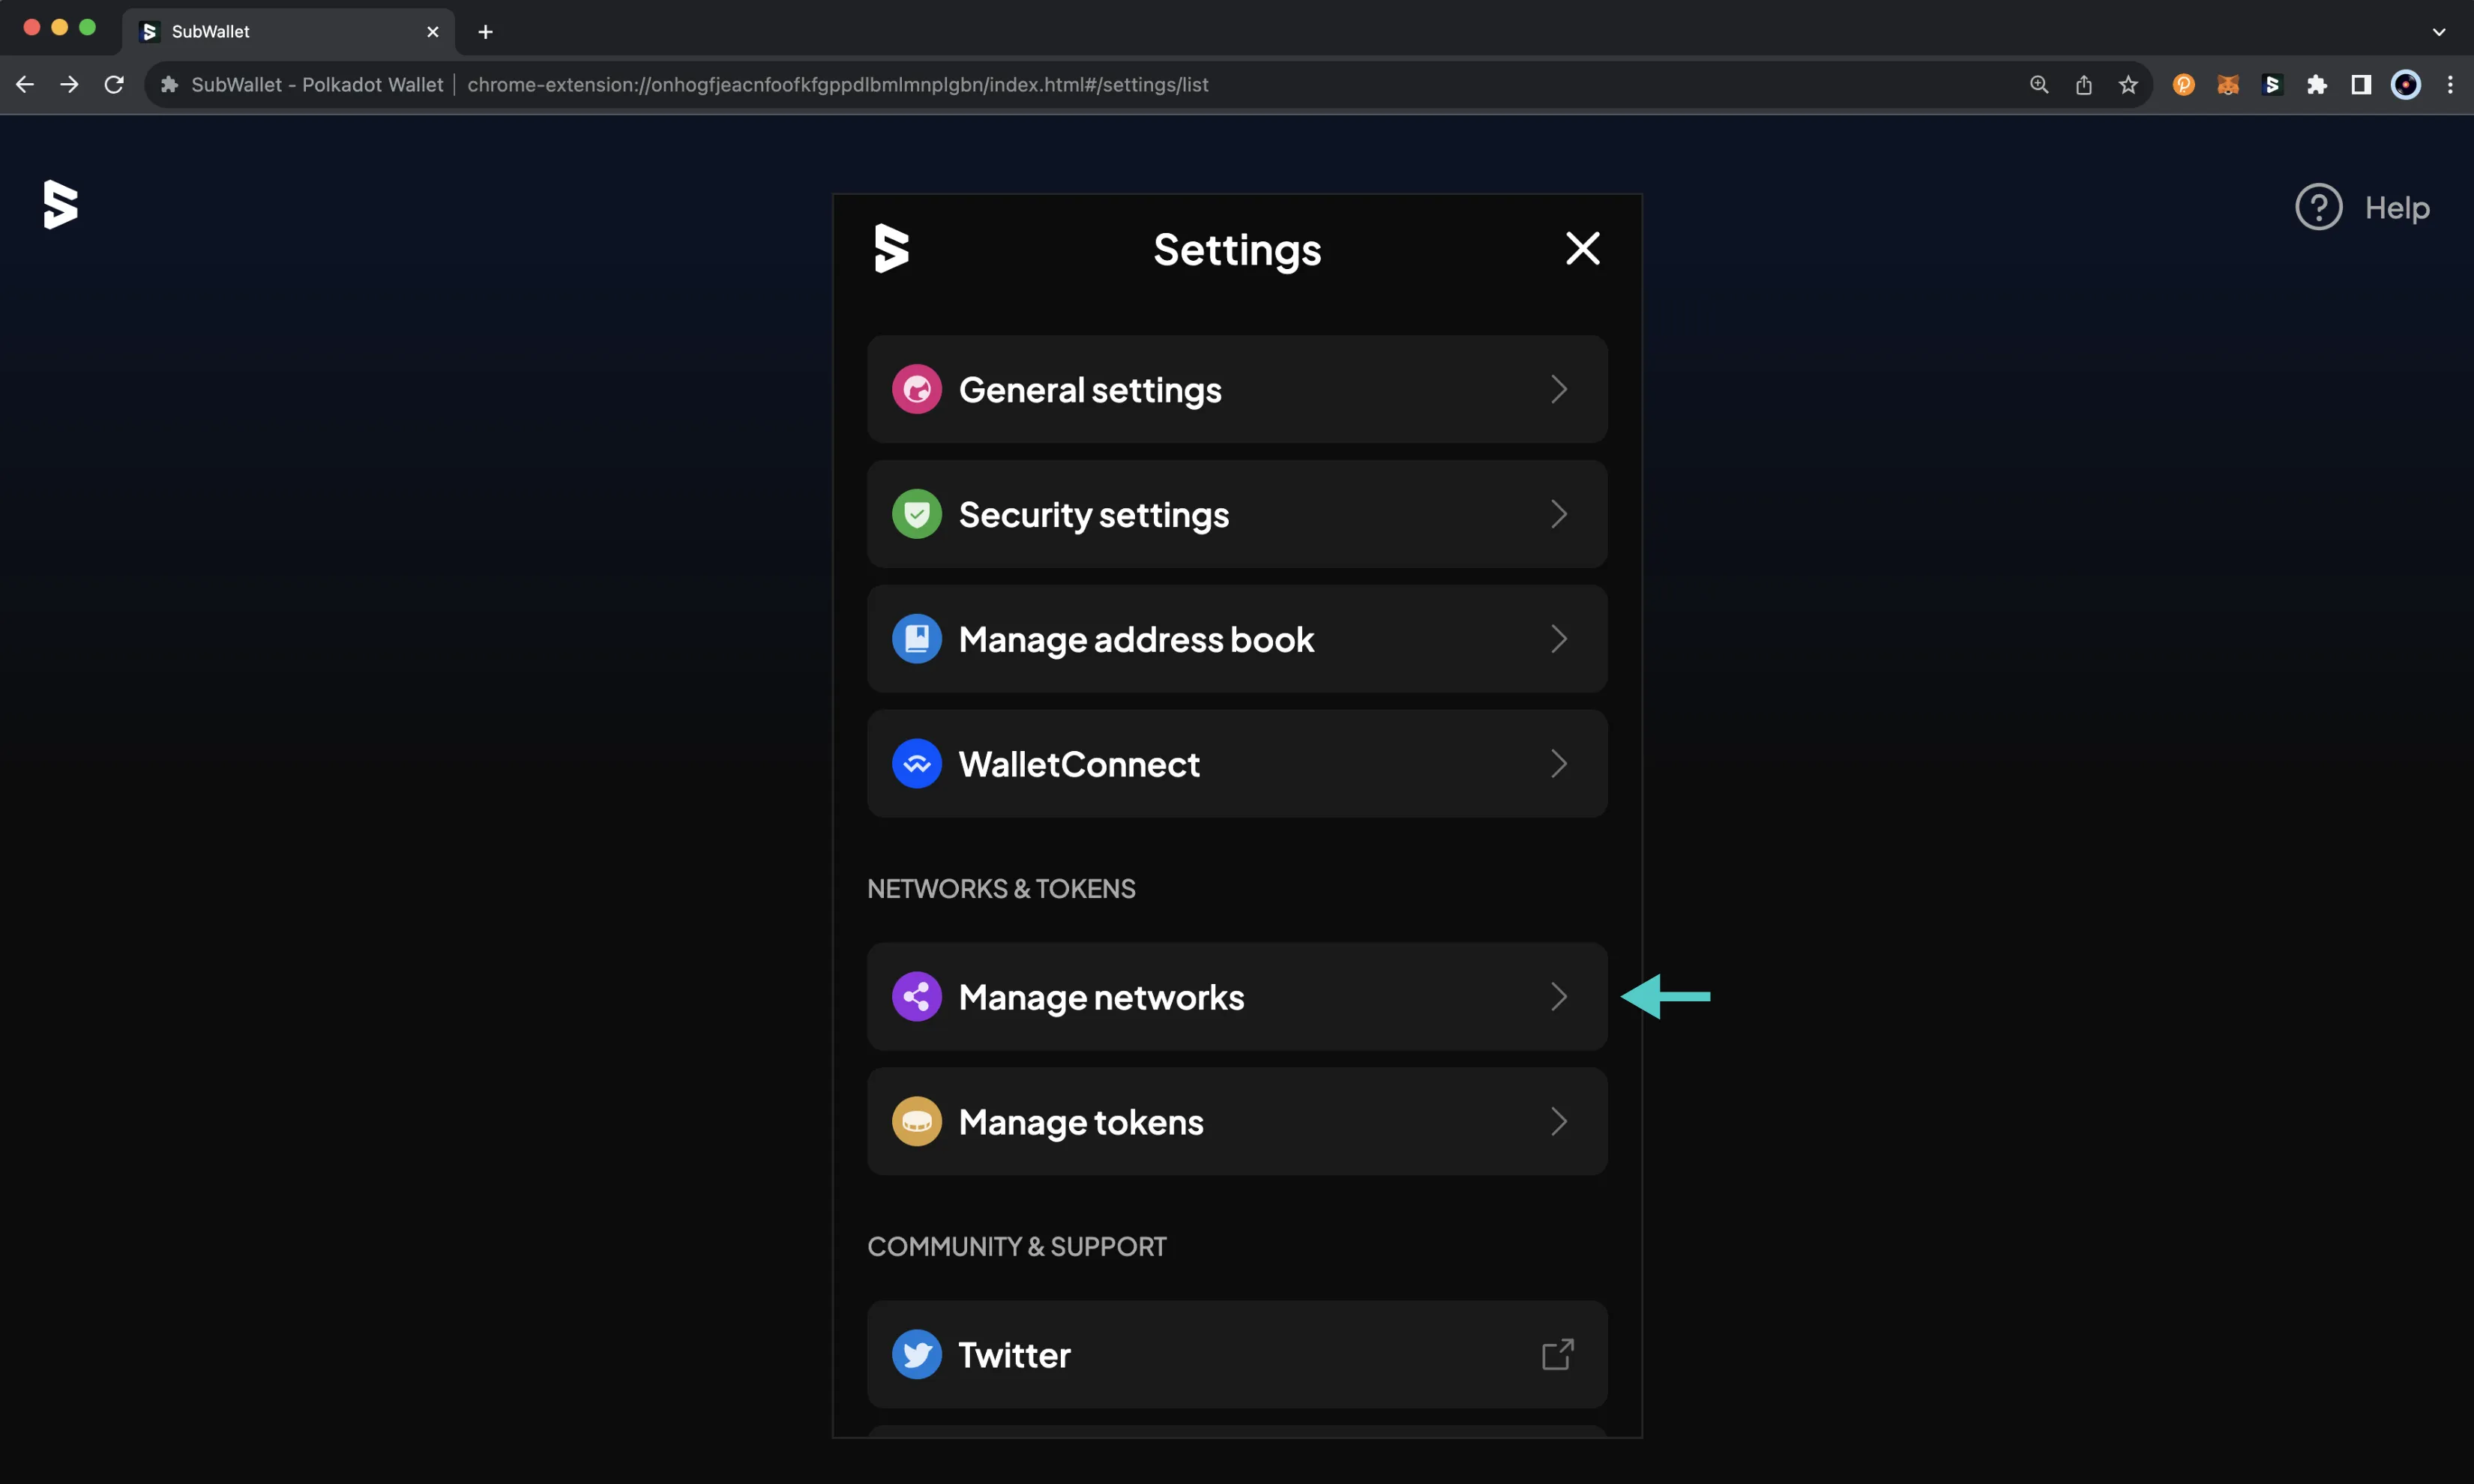 SubWallet
SubWallet - Polkadot Wallet | chrome-extension://onhogfjeacnfoofkfgppdlbmlmnplgbn/index.html#/settings/list
Help
Settings
General settings
Security settings
Manage address book
WalletConnect
NETWORKS & TOKENS
Manage networks
Manage tokens
COMMUNITY & SUPPORT
Twitter